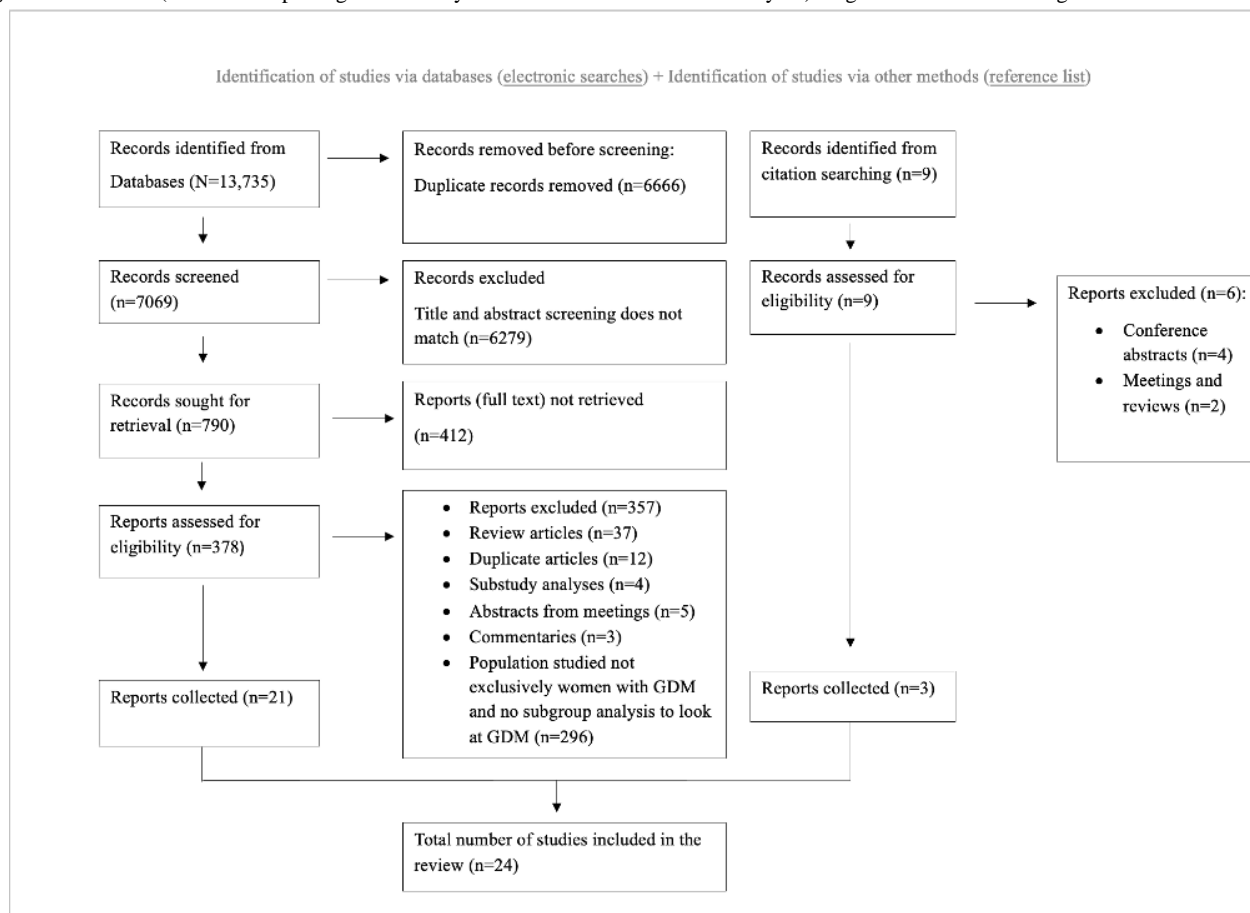 Identification of studies via databases (electronic searches) + Identification of studies via other methods (reference list)
Records identified from
Databases (N=13,735)
Records removed before screening:
Duplicate records removed (n=6666)
Records identified from
citation searching (n=9)
Records screened
(n=7069)
Records excluded
Title and abstract screening does not
match (n=6279)
Records assessed for
eligibility (n=9)
Reports excluded (n=6):
• Conference
abstracts (n=4)
• Meetings and
reviews (n=2)
Records sought for
retrieval (n=790)
Reports (full text) not retrieved
(n=412)
Reports assessed for
eligibility (n=378)
• Reports excluded (n=357)
• Review articles (n=37)
• Duplicate articles (n=12)
• Substudy analyses (n=4)
• Abstracts from meetings (n=5)
• Commentaries (n=3)
• Population studied not
exclusively women with GDM
and no subgroup analysis to look
at GDM (n=296)
Reports collected (n=21)
Reports collected (n=3)
Total number of studies included in the
review (n=24)